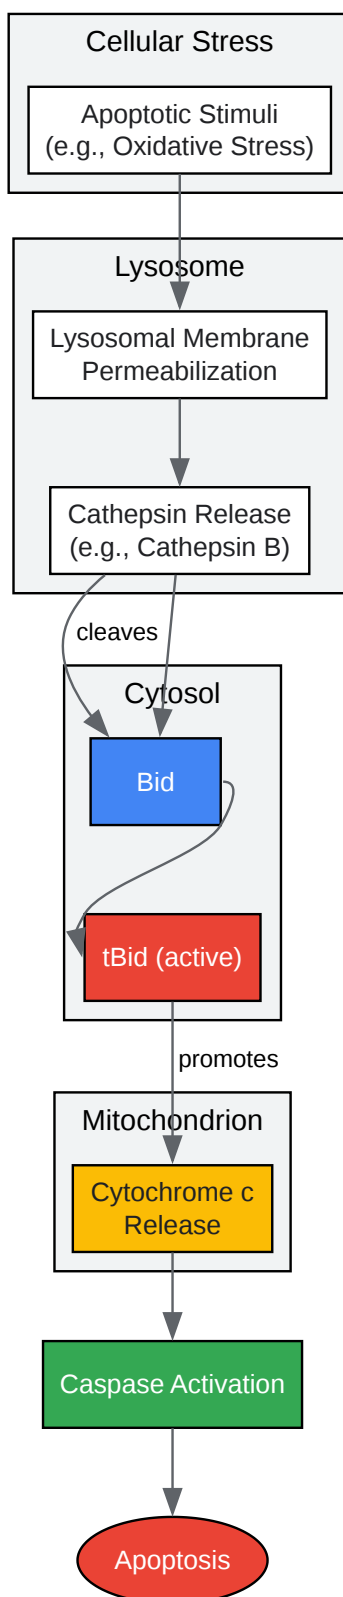 Cellular Stress
Apoptotic Stimuli
(e.g., Oxidative Stress)
Lysosome
Lysosomal Membrane
Permeabilization
Cathepsin Release
(e.g., Cathepsin B)
cleaves
Cytosol
Bid
tBid (active)
promotes
Mitochondrion
Cytochrome c
Release
Caspase Activation
Apoptosis